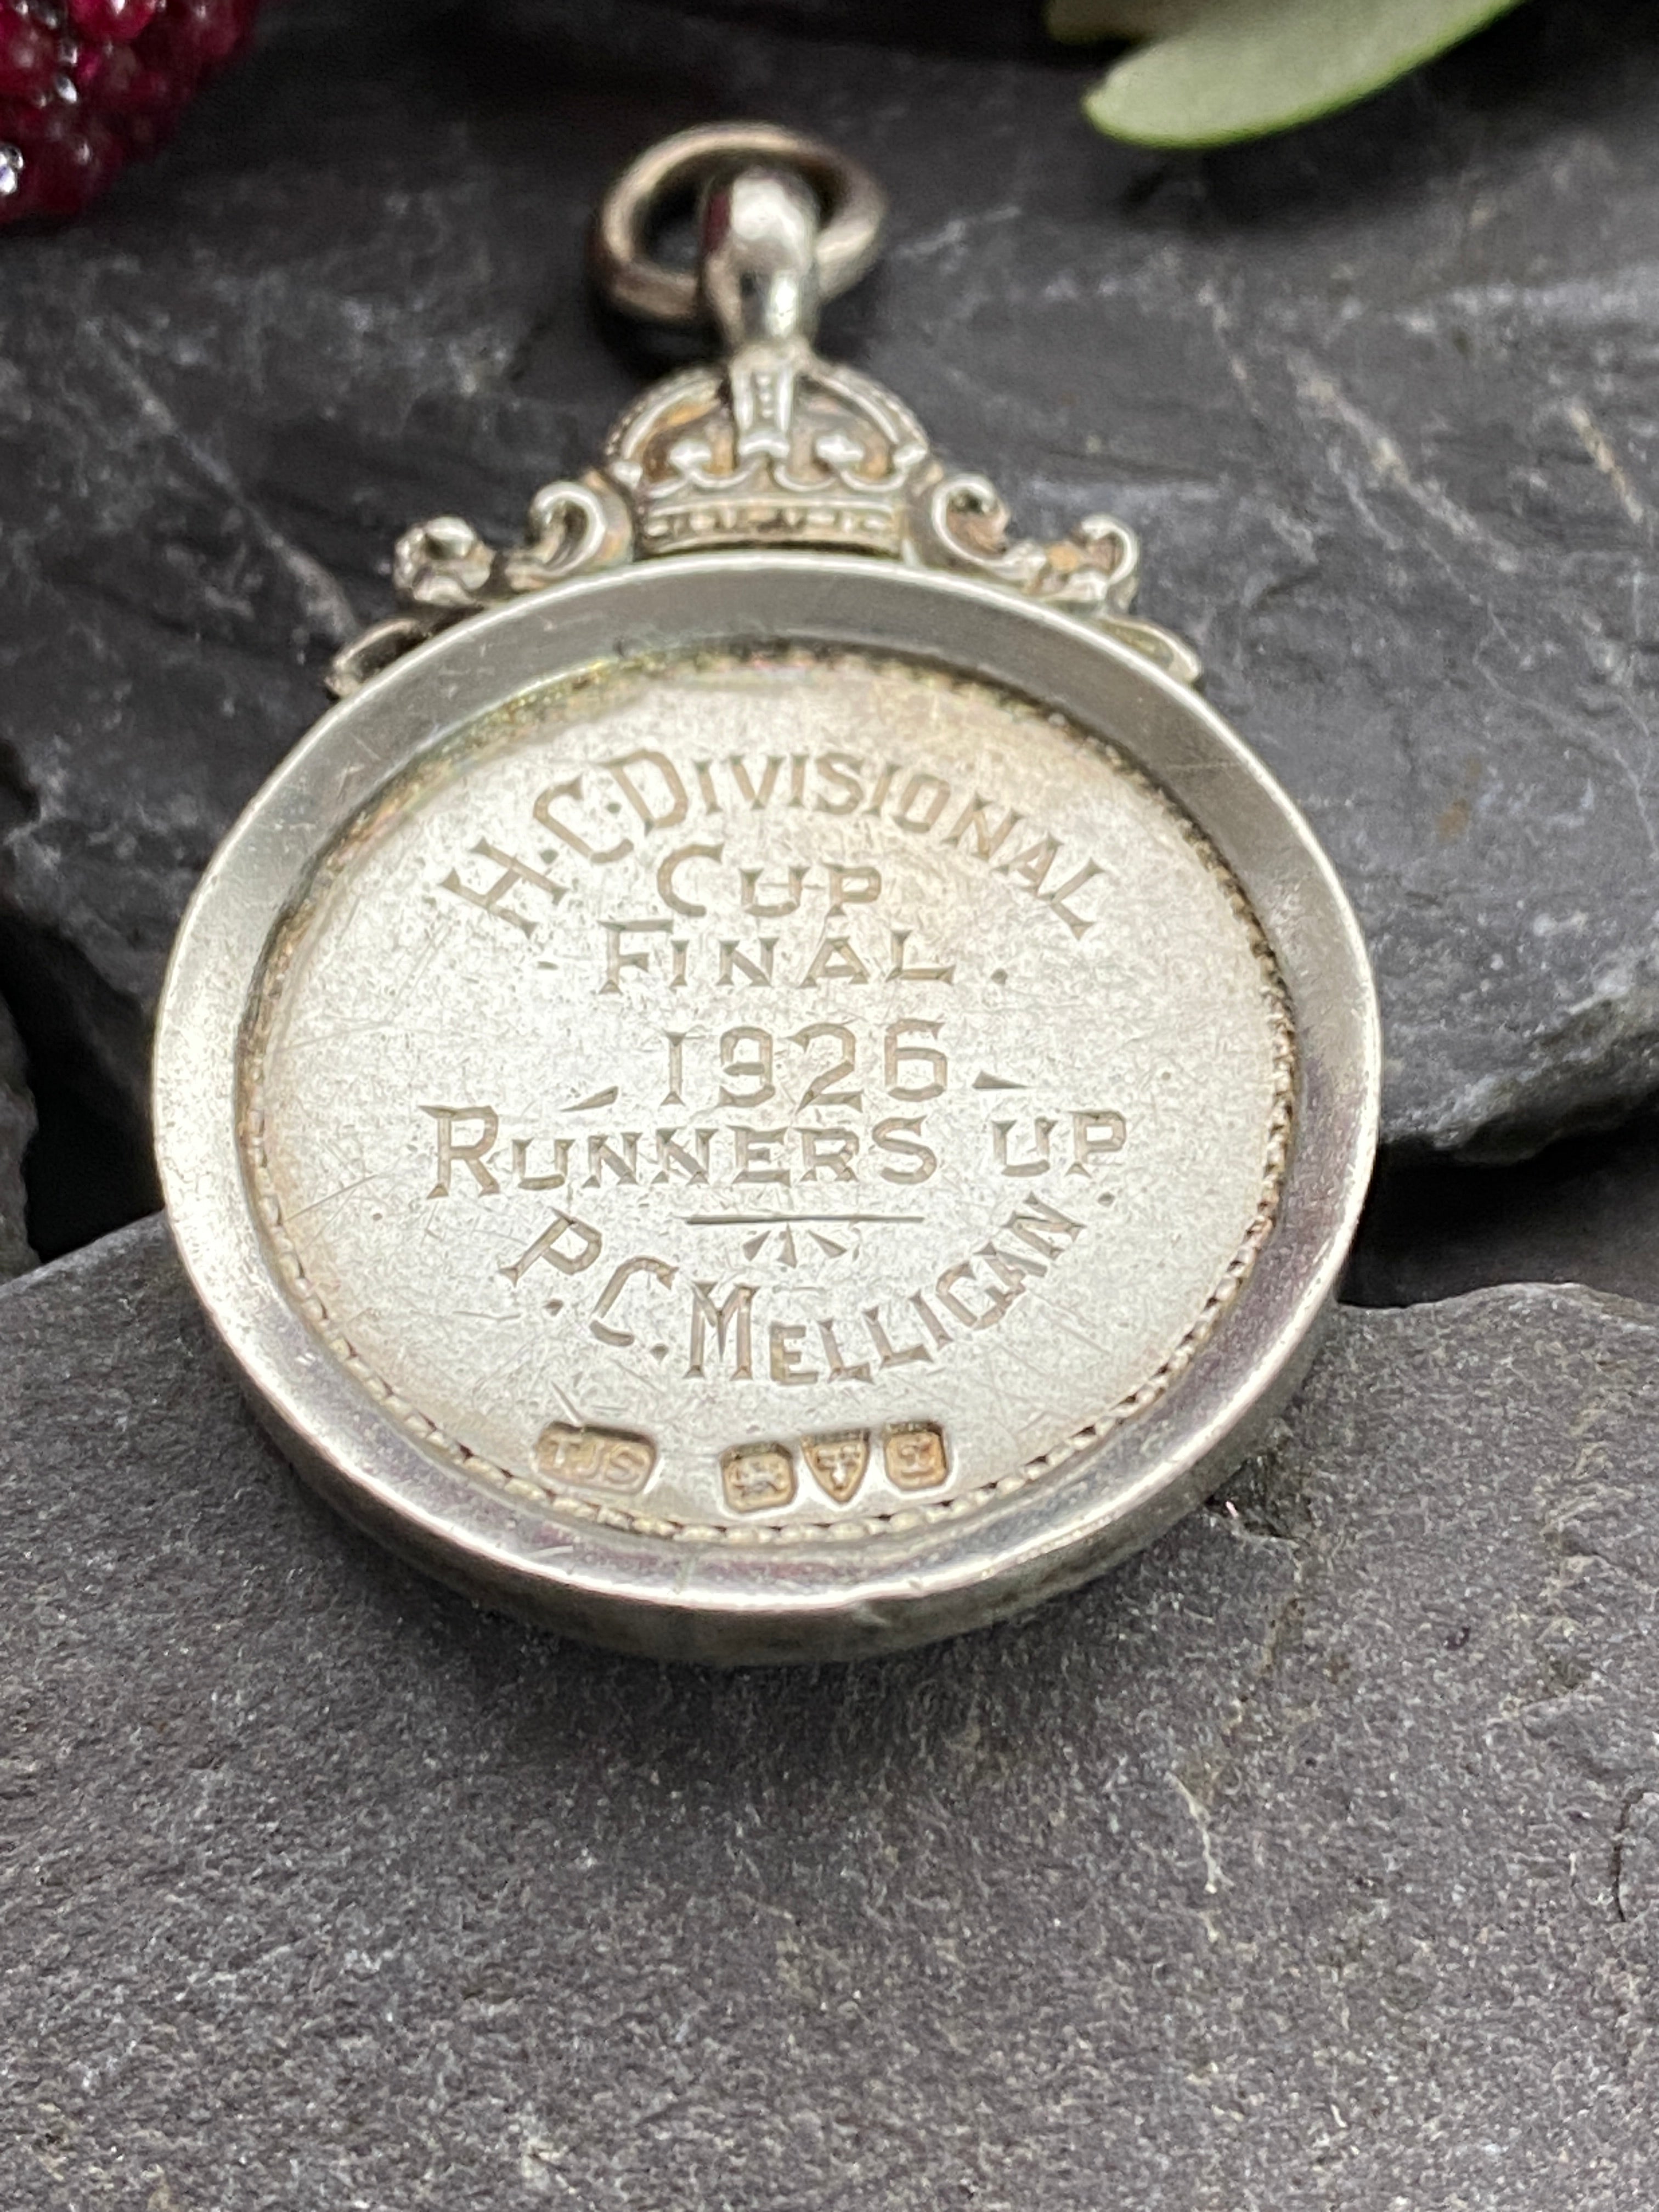 H.C. DIVISIONAL
CUP
FINAL.
1926
RUNNERS UP.
P.C. MELLIGAN
TJS